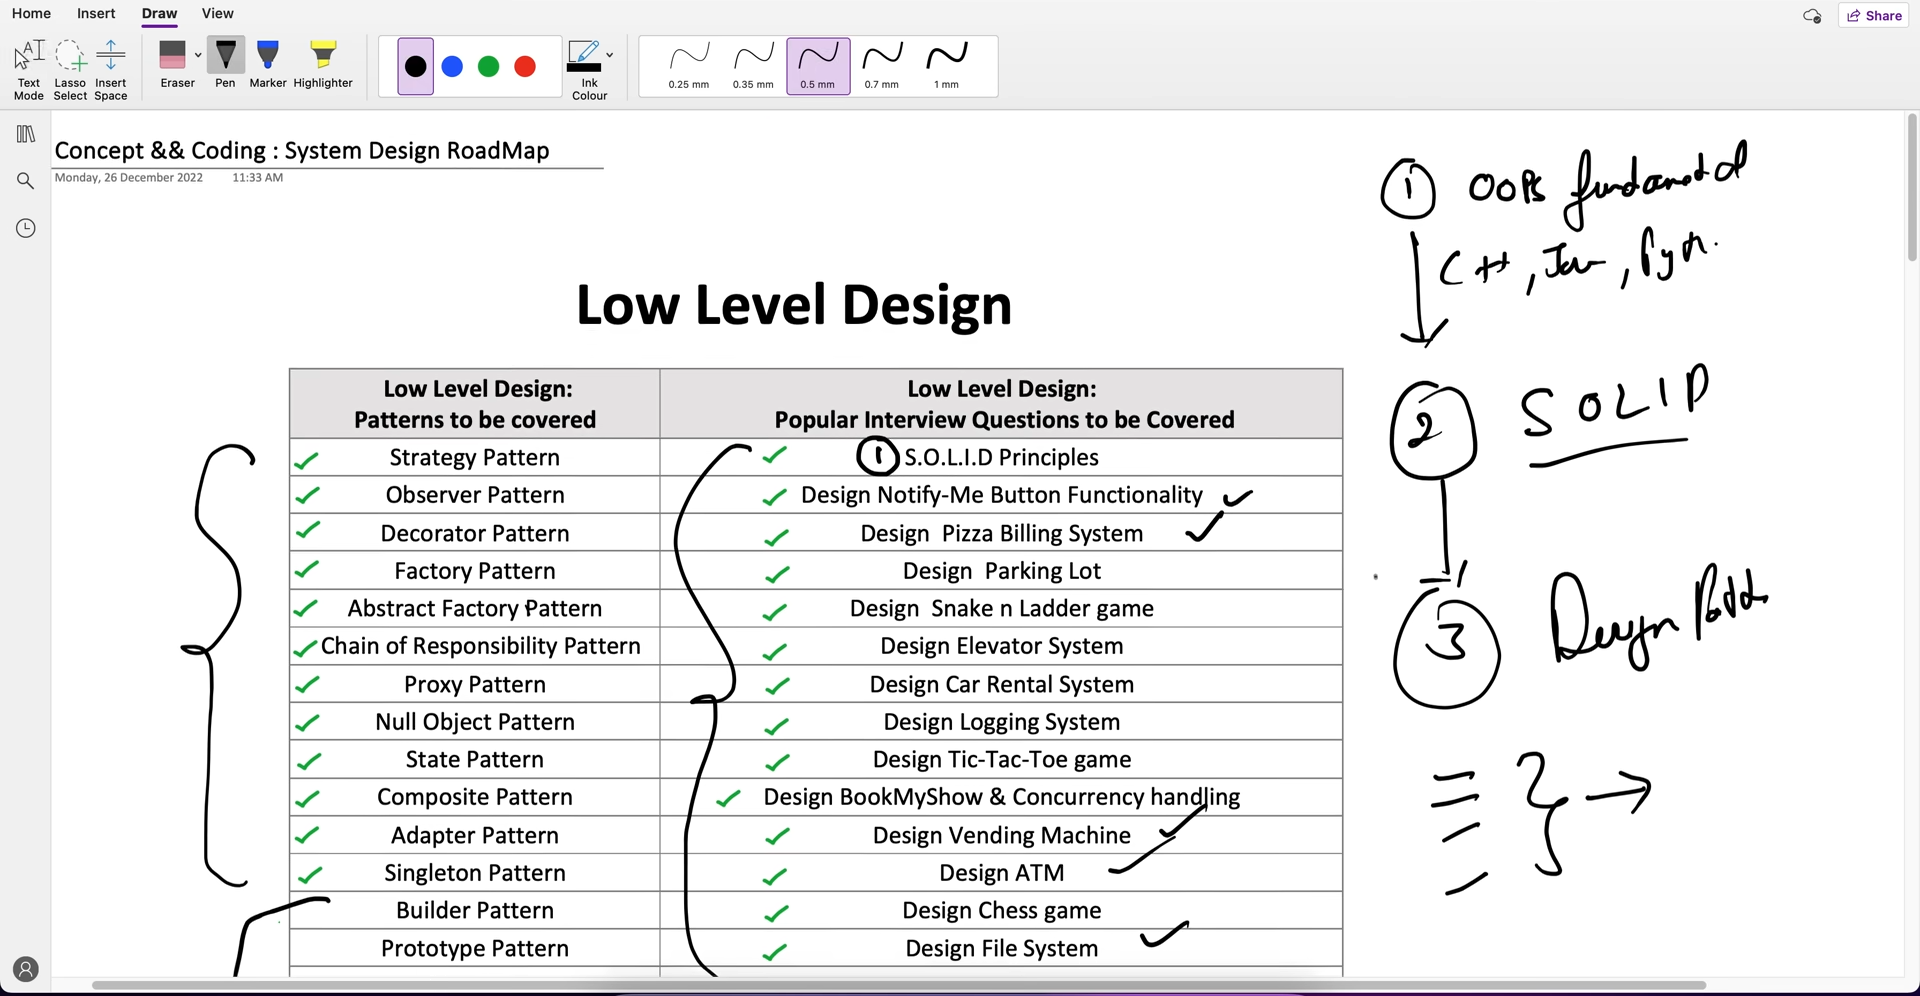 Home Insert Draw View
Share
Text Mode
Lasso Select
Insert Space
Eraser
Pen
Marker
Highlighter
Ink Colour
0.25 mm
0.35 mm
0.5 mm
0.7 mm
1 mm
Concept && Coding : System Design RoadMap
Monday, 26 December 2022 11:33 AM
Low Level Design
Low Level Design:
Patterns to be covered
Low Level Design:
Popular Interview Questions to be Covered
Strategy Pattern
1 S.O.L.I.D Principles
Observer Pattern
Design Notify-Me Button Functionality
Decorator Pattern
Design Pizza Billing System
Factory Pattern
Design Parking Lot
Abstract Factory Pattern
Design Snake n Ladder game
Chain of Responsibility Pattern
Design Elevator System
Proxy Pattern
Design Car Rental System
Null Object Pattern
Design Logging System
State Pattern
Design Tic-Tac-Toe game
Composite Pattern
Design BookMyShow & Concurrency handling
Adapter Pattern
Design Vending Machine
Singleton Pattern
Design ATM
Builder Pattern
Design Chess game
Prototype Pattern
Design File System
1 OOPs
C++,
2 SOLID
3 Design